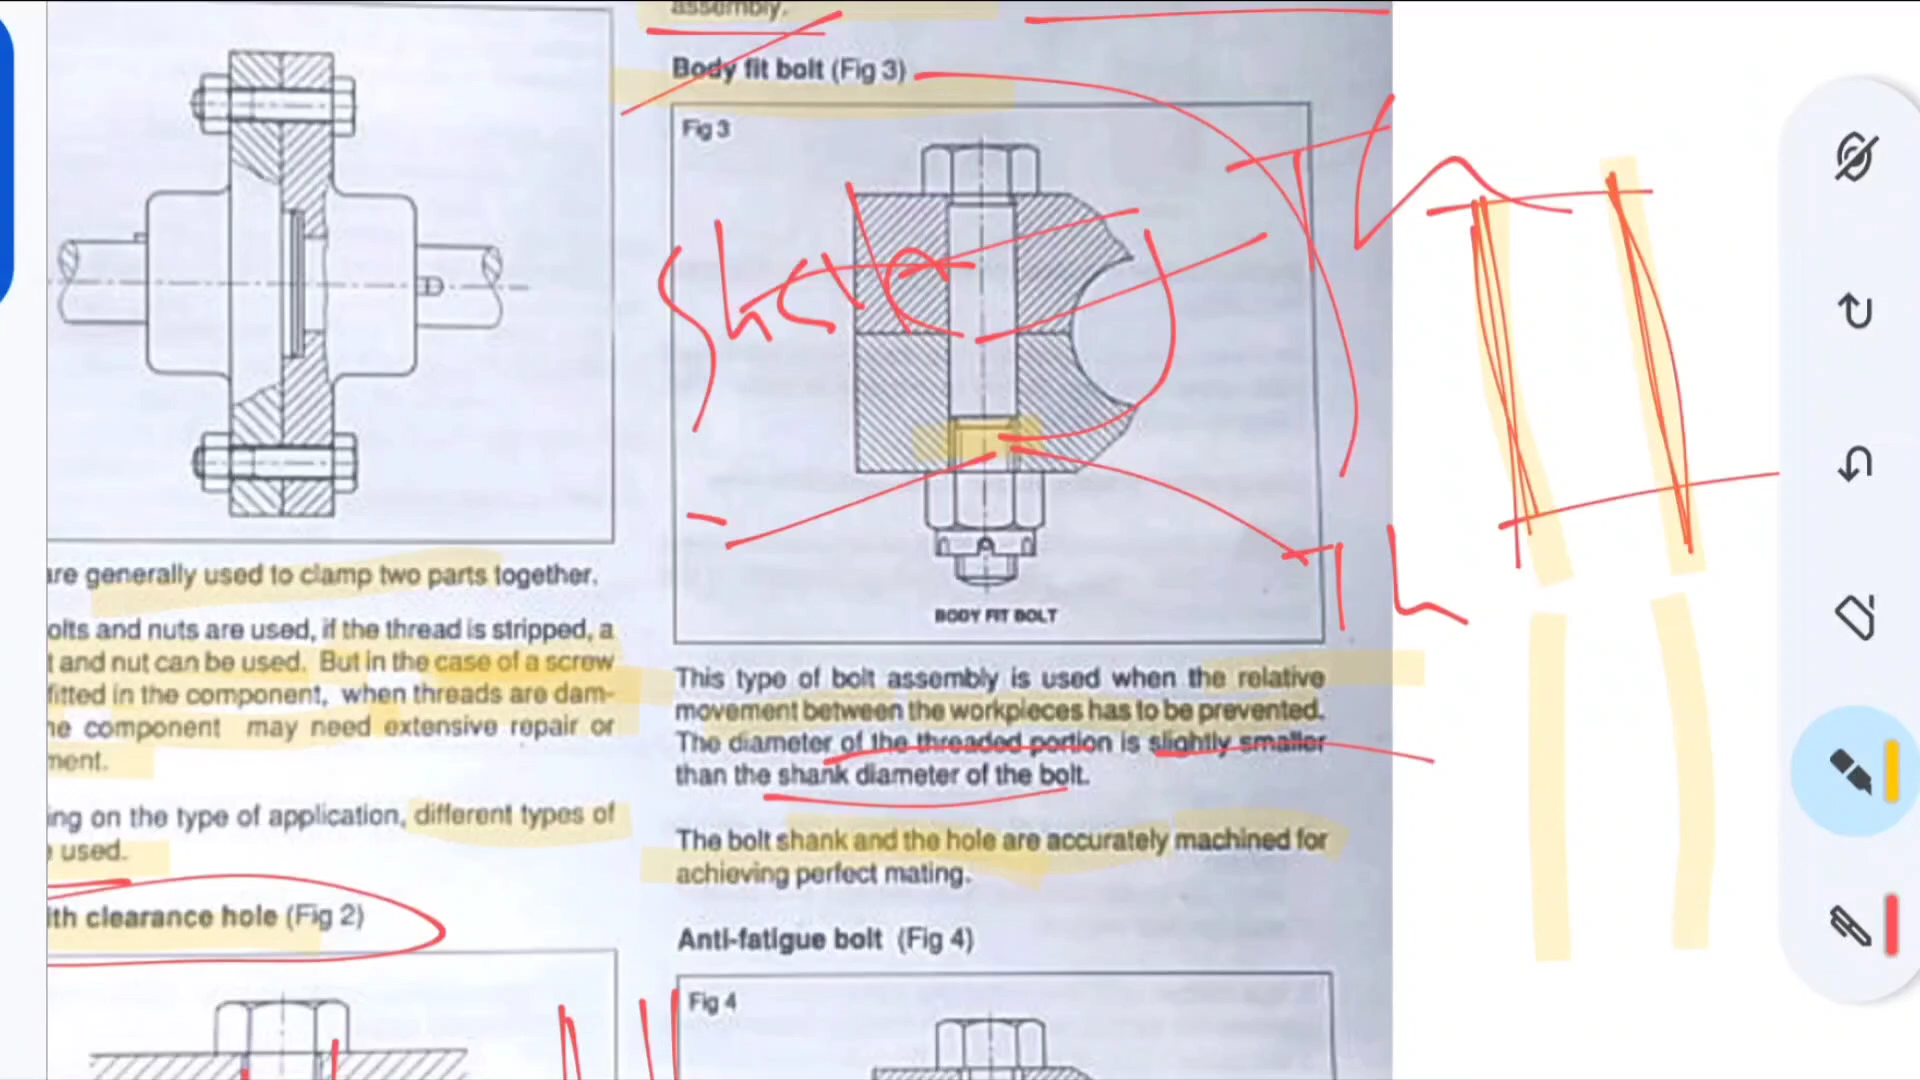 are generally used to clamp two parts together.
olts and nuts are used, if the thread is stripped, a
t and nut can be used. But in the case of a screw
fitted in the component, when threads are dam-
ne component may need extensive repair or
ment.
ing on the type of application, different types of
used.
ith clearance hole (Fig 2)
assembly.
Body fit bolt (Fig 3)
Fig 3
BODY FIT BOLT
This type of bolt assembly is used when the relative
movement between the workpieces has to be prevented.
The diameter of the threaded portion is slightly smaller
than the shank diameter of the bolt.
The bolt shank and the hole are accurately machined for
achieving perfect mating.
Anti-fatigue bolt (Fig 4)
Fig 4